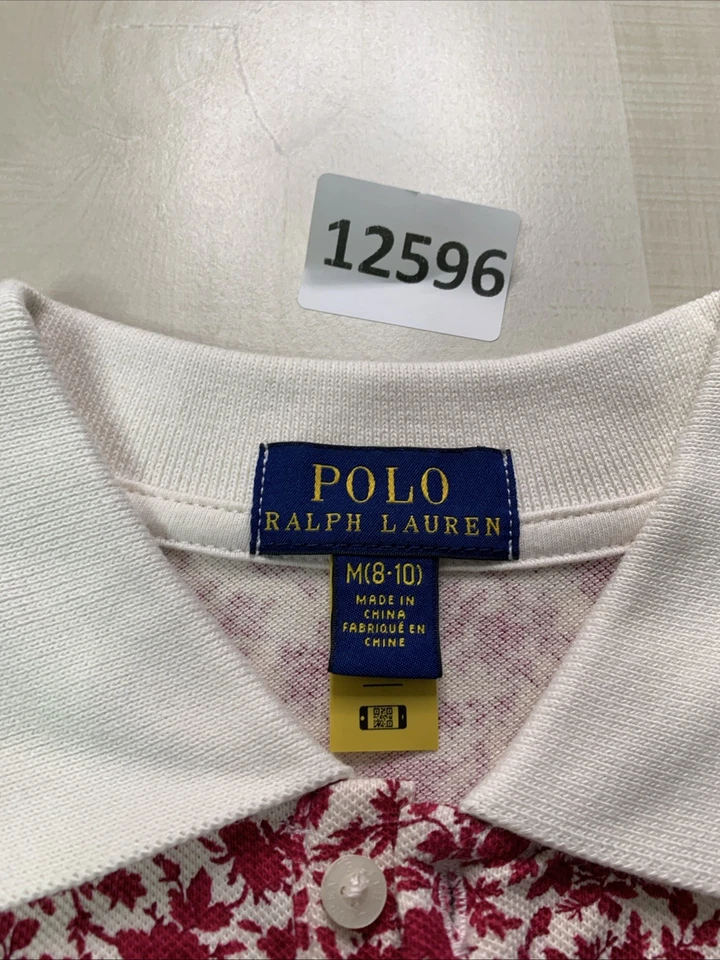 12596
POLO
RALPH LAUREN
M(8-10)
MADE IN
CHINA
FABRIQUÉ EN
CHINE